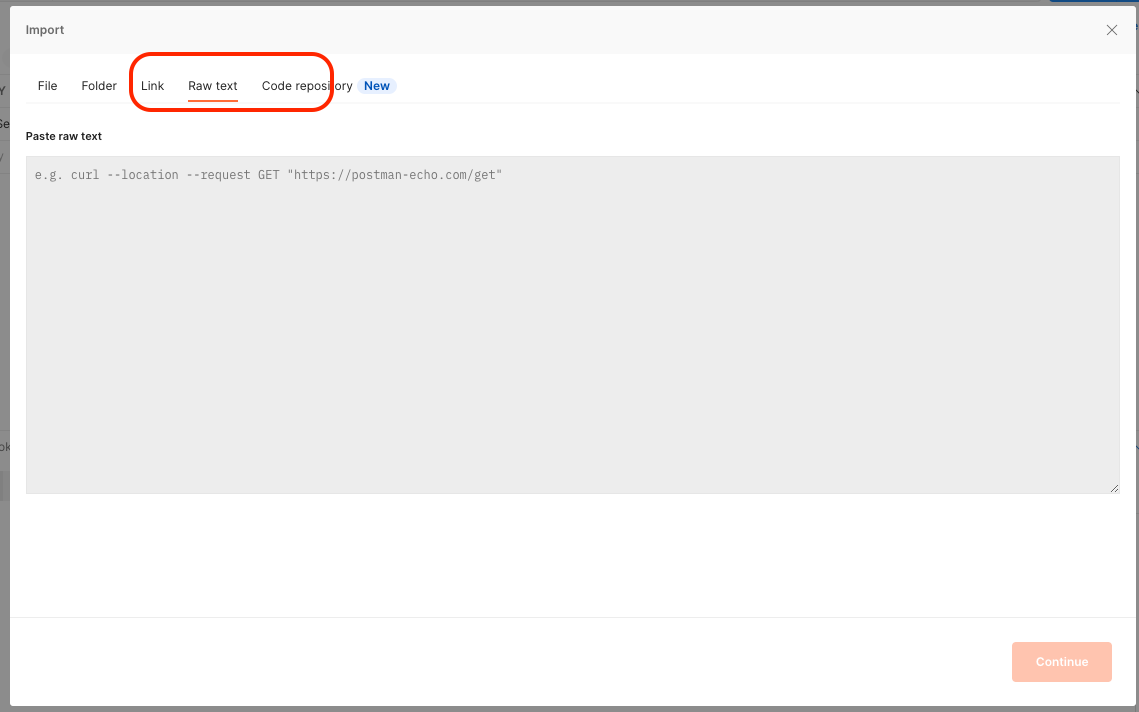 Import
File Folder Link Raw text Code repository New
Paste raw text
e.g. curl --location --request GET "https://postman-echo.com/get"
Continue